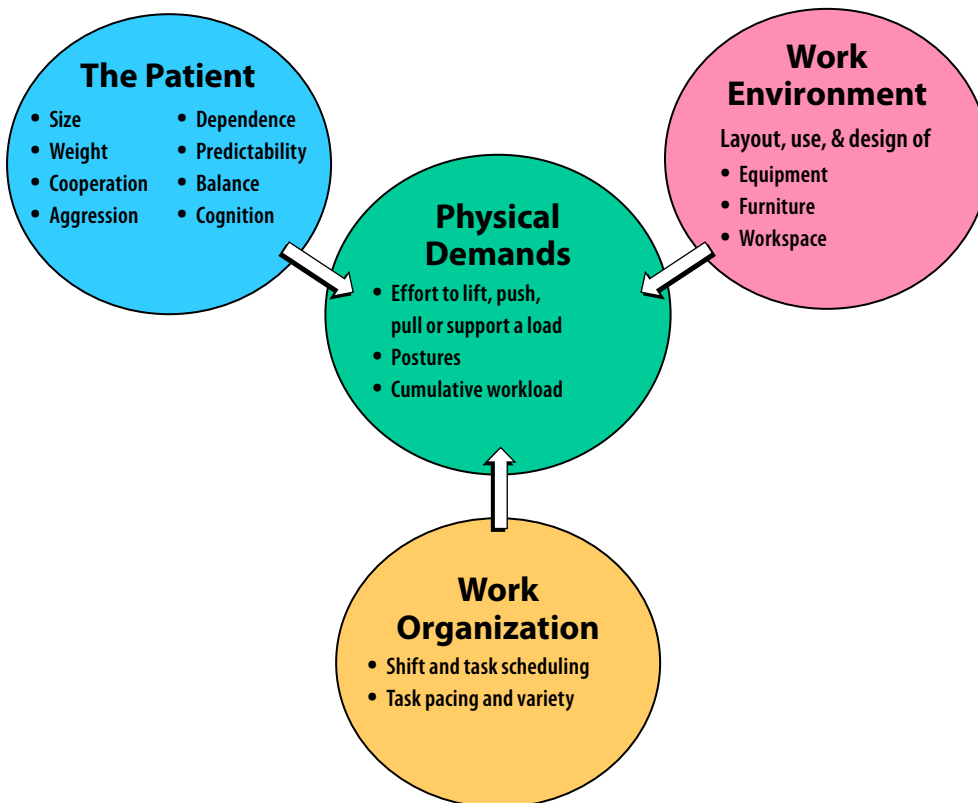 The Patient
• Size
• Weight
• Cooperation
• Aggression
• Dependence
• Predictability
• Balance
• Cognition
Work
Environment
Layout, use, & design of
• Equipment
• Furniture
• Workspace
Physical
Demands
• Effort to lift, push,
pull or support a load
• Postures
• Cumulative workload
Work
Organization
• Shift and task scheduling
• Task pacing and variety